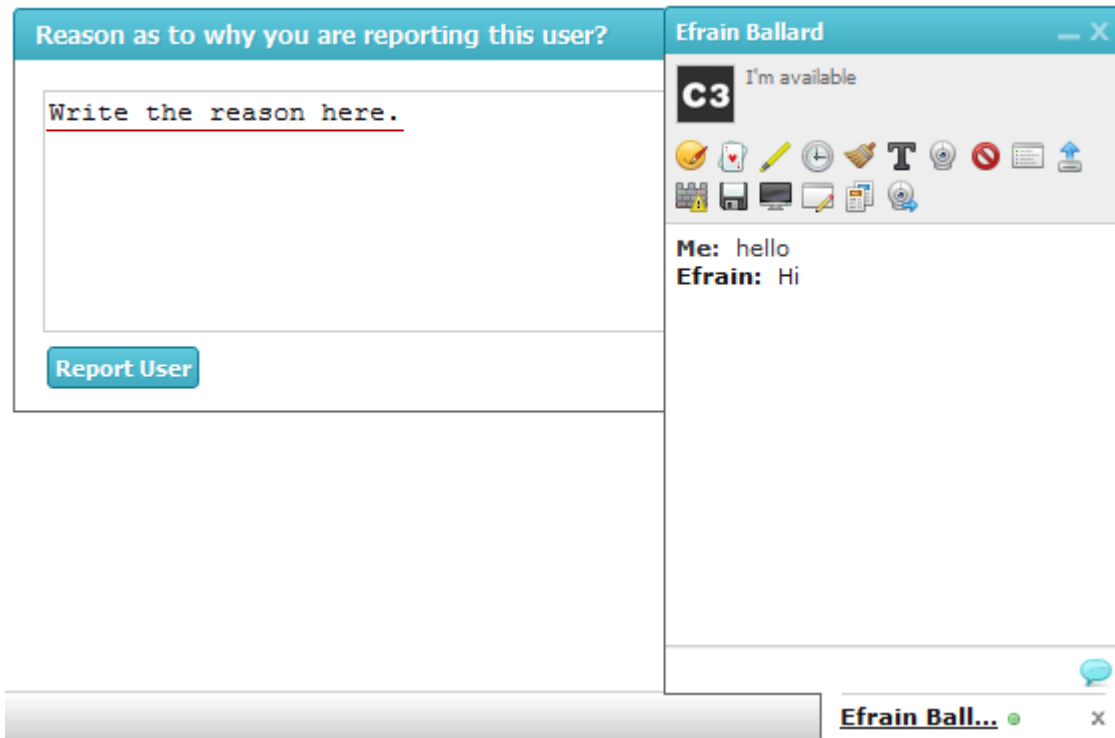 Reason as to why you are reporting this user?
Write the reason here.
Report User
Efrain Ballard
C3
I'm available
T
Me: hello
Efrain: Hi
Efrain Ball...